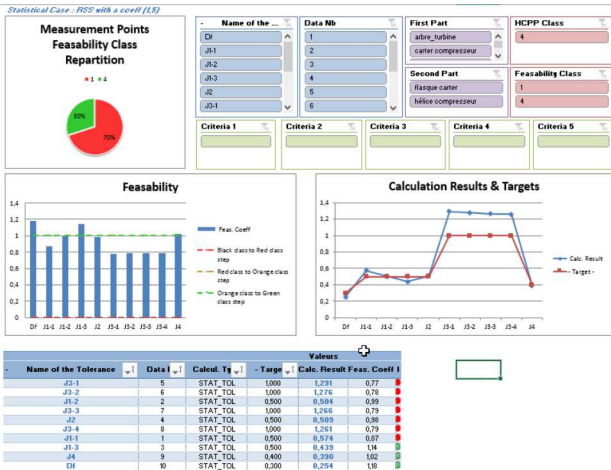 Statistical Case : RSS with a coeff (1,5)
Measurement Points
Feasability Class
Repartition
1 4
30%
70%
- Name of the ...
Df
J1-1
J1-2
J1-3
J2
J3-1
Data Nb
1
2
3
4
5
6
First Part
arbre_turbine
carter compresseur
HCPP Class
4
Second Part
flasque carter
hélice compresseur
Feasability Class
1
4
Criteria 1
Criteria 2
Criteria 3
Criteria 4
Criteria 5
Feasability
1,4
1,2
1
0,8
0,6
0,4
0,2
0
Df J1-1 J1-2 J1-3 J2 J3-1 J3-2 J3-3 J3-4 J4
Feas. Coeff
Black class to Red class
step
Red class to Orange class
step
Orange class to Green
class step
Calculation Results & Targets
1,4
1,2
1
0,8
0,6
0,4
0,2
0
Df J1-1 J1-2 J1-3 J2 J3-1 J3-2 J3-3 J3-4 J4
Calc. Result
- Target -
Valeurs
- Name of the Tolerance Data Calcul. Ty - Targe Calc. Result Feas. Coeff
J3-1 5 STAT_TOL 1,000 1,291 0,77
J3-2 6 STAT_TOL 1,000 1,276 0,78
J1-2 2 STAT_TOL 0,500 0,504 0,99
J3-3 7 STAT_TOL 1,000 1,266 0,79
J2 4 STAT_TOL 0,500 0,509 0,98
J3-4 8 STAT_TOL 1,000 1,261 0,79
J1-1 1 STAT_TOL 0,500 0,574 0,87
J1-3 3 STAT_TOL 0,500 0,439 1,14
J4 9 STAT_TOL 0,400 0,390 1,02
Df 10 STAT_TOL 0,300 0,254 1,18